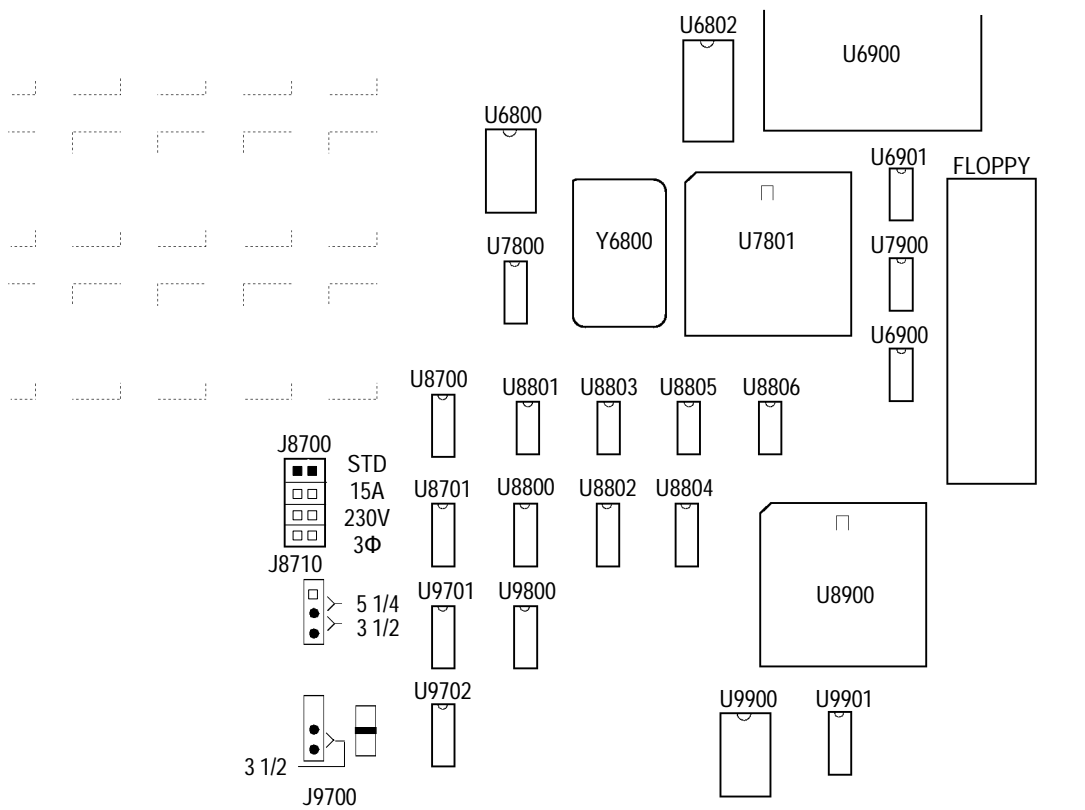 U6802
U6900
U6800
U6901
FLOPPY
U7800
Y6800
U7801
U7900
U6900
U8700
U8801
U8803
U8805
U8806
J8700
STD
15A
230V
3Φ
U8701
U8800
U8802
U8804
J8710
5 1/4
3 1/2
U9701
U9800
U8900
U9702
U9900
U9901
3 1/2
J9700